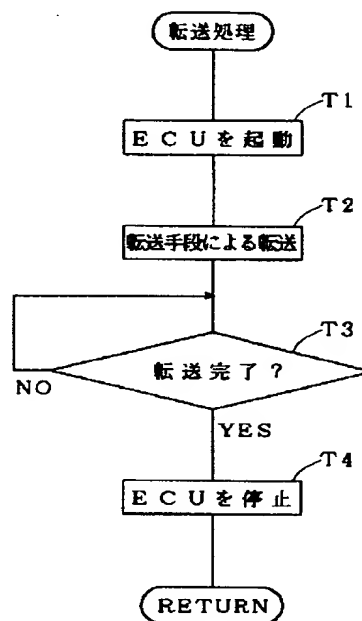 転送処理
T1
ECUを起動
T2
転送手段による転送
T3
転送完了?
NO
YES
T4
ECUを停止
RETURN